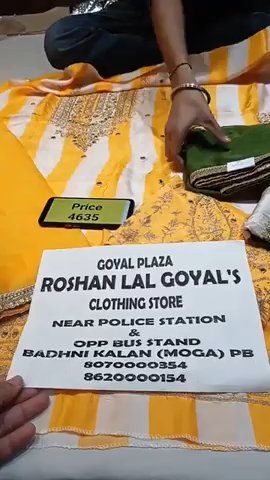 Price
4635
GOYAL PLAZA
ROSHAN LAL GOYAL'S
CLOTHING STORE
NEAR POLICE STATION
&
OPP BUS STAND
BADHNI KALAN (MOGA) PB
8070000354
8620000154